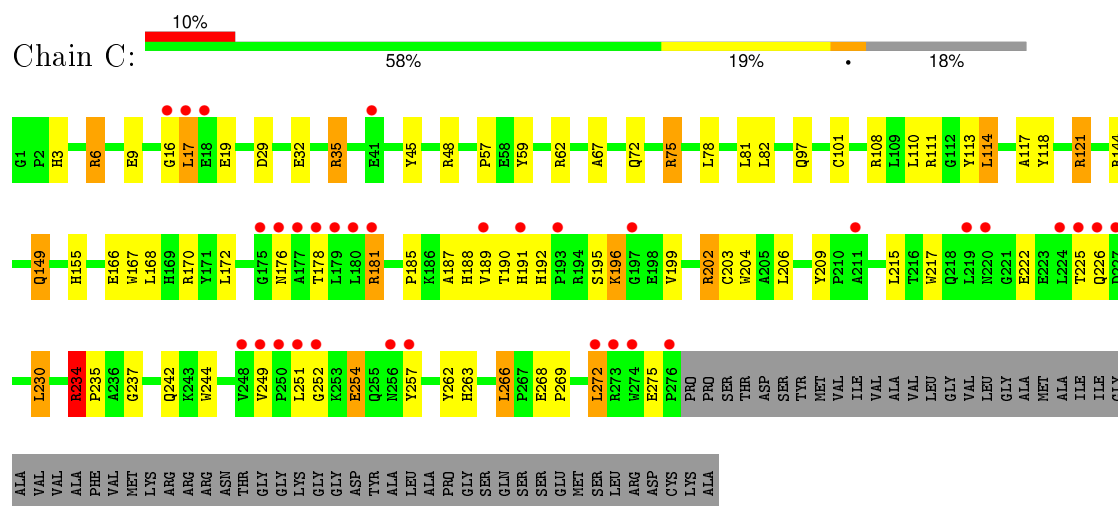 10%
Chain C:
58% 19% • 18%
G1 P2 H3 R6 E9 G16 L17 E18 E19 D29 E32 R35 E41 Y45 R48 P57 E58 Y59 R62 A67 Q72 R75 L78 L81 L82 Q97 C101 R108 L109 L110 R111 G112 Y113 L114 A117 Y118 R121
Q149 H155 E166 W167 L168 H169 R170 Y171 L172 G175 N176 A177 T178 L179 L180 R181 P185 K186 A187 H188 V189 T190 H191 H192 P193 R194 S195 K196 G197 E198 V199 R202 C203 W204 A205 L206 Y209 P210 A211 L215 T216 W217 Q218 L219 N220 G221 E222 E223 L224 T225 Q226
L230 R234 P235 A236 G237 Q242 K243 W244 V248 V249 P250 L251 G252 K253 E254 Q255 N256 Y257 Y262 H263 L266 P267 E268 P269 L272 R273 W274 E275 P276 PRO PRO SER THR ASP SER TYR MET VAL ILE VAL ALA VAL LEU GLY VAL LEU GLY ALA MET ALA ILE ILE
ALA VAL VAL ALA PHE VAL MET LYS ARG ARG ARG ASN THR GLY GLY LYS GLY GLY ASP TYR ALA LEU ALA PRO GLY SER GLN SER SER GLU MET SER LEU ARG ASP CYS LYS ALA